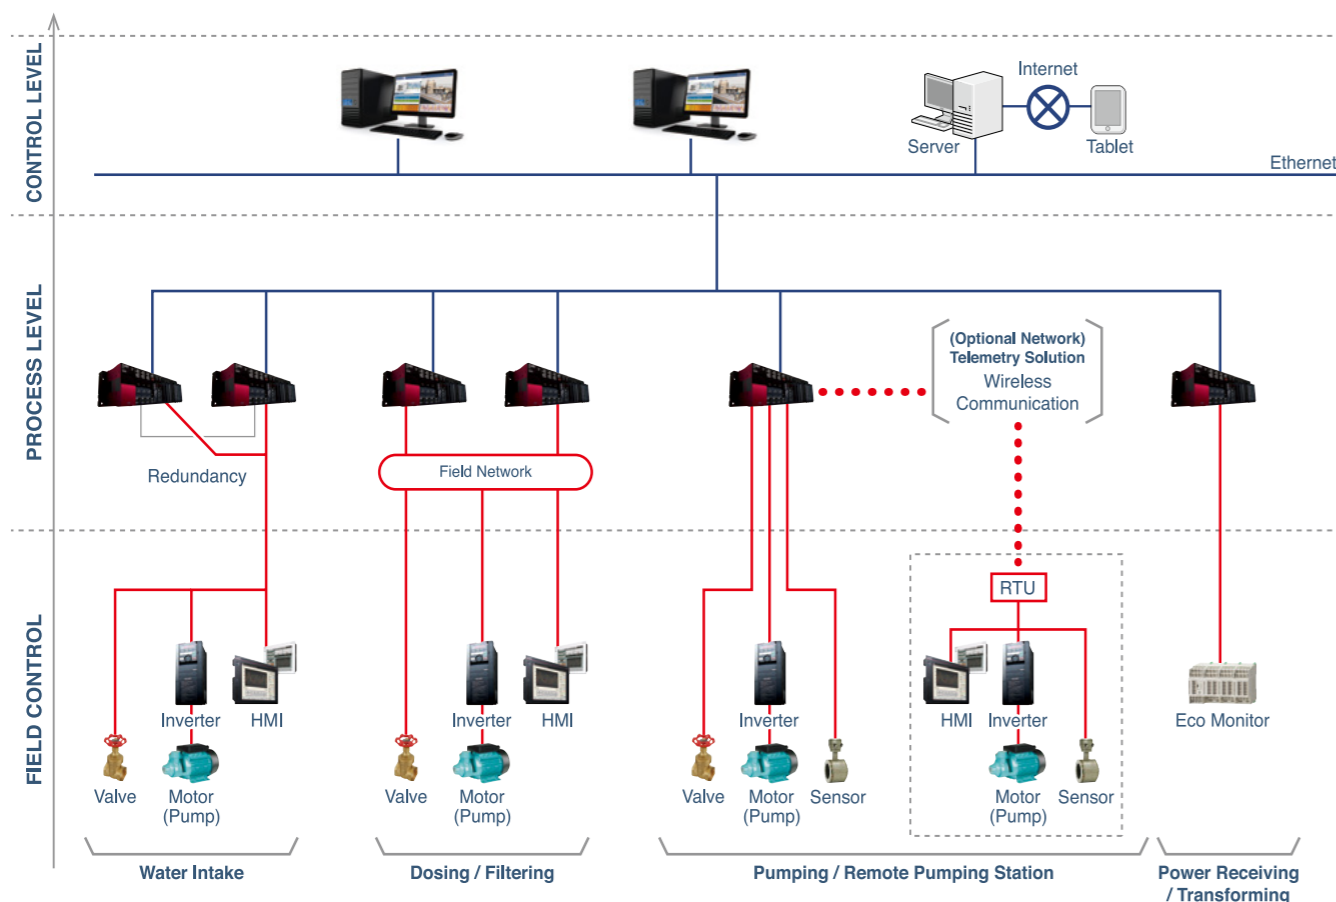 CONTROL LEVEL
Internet
Server
Tablet
Ethernet
PROCESS LEVEL
(Optional Network)
Telemetry Solution
Wireless
Communication
Redundancy
Field Network
FIELD CONTROL
RTU
Inverter
HMI
Inverter
HMI
Inverter
HMI
Inverter
Eco Monitor
Valve
Motor
(Pump)
Valve
Motor
(Pump)
Valve
Motor
(Pump)
Sensor
Motor
(Pump)
Sensor
Water Intake
Dosing / Filtering
Pumping / Remote Pumping Station
Power Receiving
/ Transforming